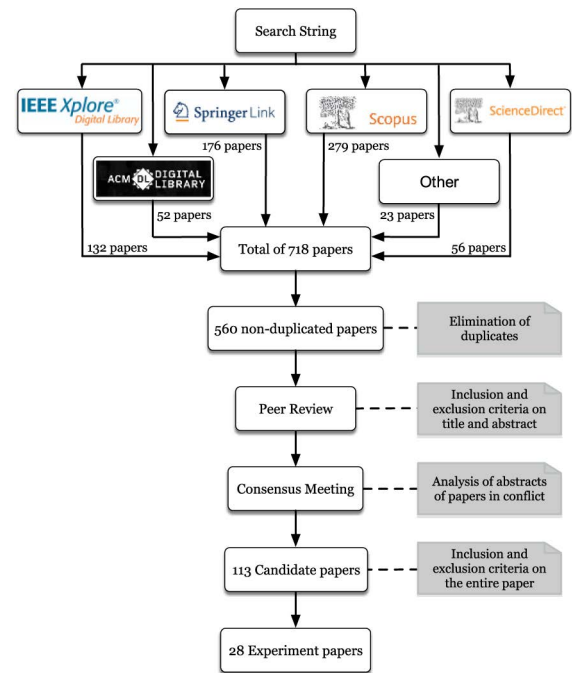 Search String
IEEE Xplore®
Digital Library
Springer Link
Scopus
ScienceDirect®
176 papers
279 papers
ACM DL DIGITAL
LIBRARY
Other
52 papers
23 papers
132 papers
Total of 718 papers
56 papers
560 non-duplicated papers
Elimination of
duplicates
Peer Review
Inclusion and
exclusion criteria on
title and abstract
Consensus Meeting
Analysis of abstracts
of papers in conflict
113 Candidate papers
Inclusion and
exclusion criteria on
the entire paper
28 Experiment papers